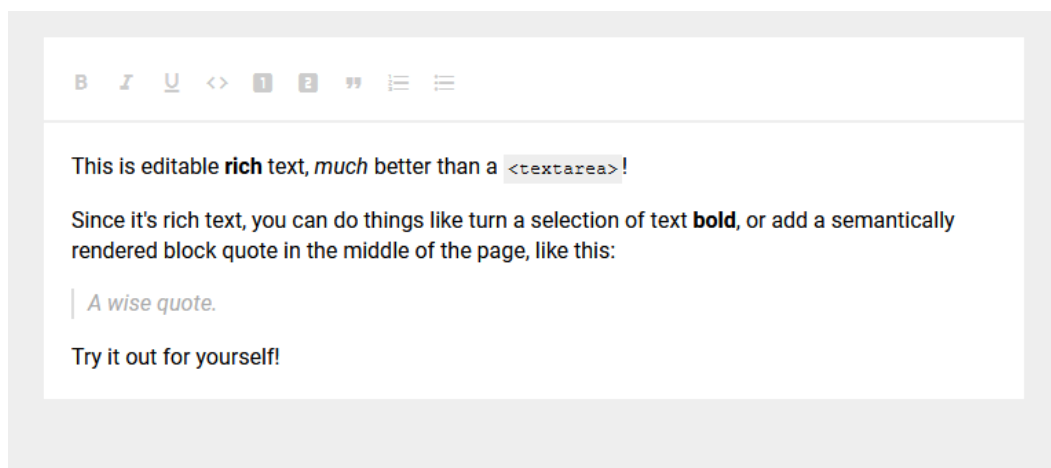 B I U <> 1 2 "
This is editable rich text, much better than a <textarea>!
Since it's rich text, you can do things like turn a selection of text bold, or add a semantically
rendered block quote in the middle of the page, like this:
A wise quote.
Try it out for yourself!